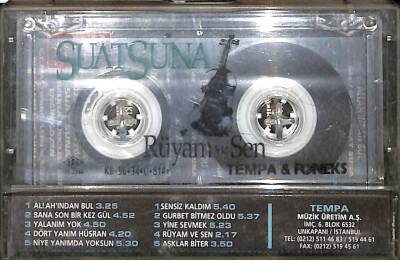 SUAT SUNA
Rüyam ve Sen
TEMPA & FONEKS
1 ALLAH'INDAN BUL 3.25
2 SANA SON BİR KEZ GÜL 4.52
3 YALANIM YOK 4.50
4 DÖRT YANIM HÜSRAN 4.20
5 NİYE YANIMDA YOKSUN 5.30
1 SENSİZ KALDIM 5.40
2 GURBET BİTMEZ OLDU 5.37
3 YİNE SEVMEK 5.23
4 RÜYAM VE SEN 2.17
5 AŞKLAR BİTER 3.50
TEMPA
MÜZİK ÜRETİM A.Ş.
İMÇ. 6. BLOK 6532
UNKAPANI / İSTANBUL
TEL: (0212) 511 46 83 / 519 44 61
FAX: (0212) 519 45 61